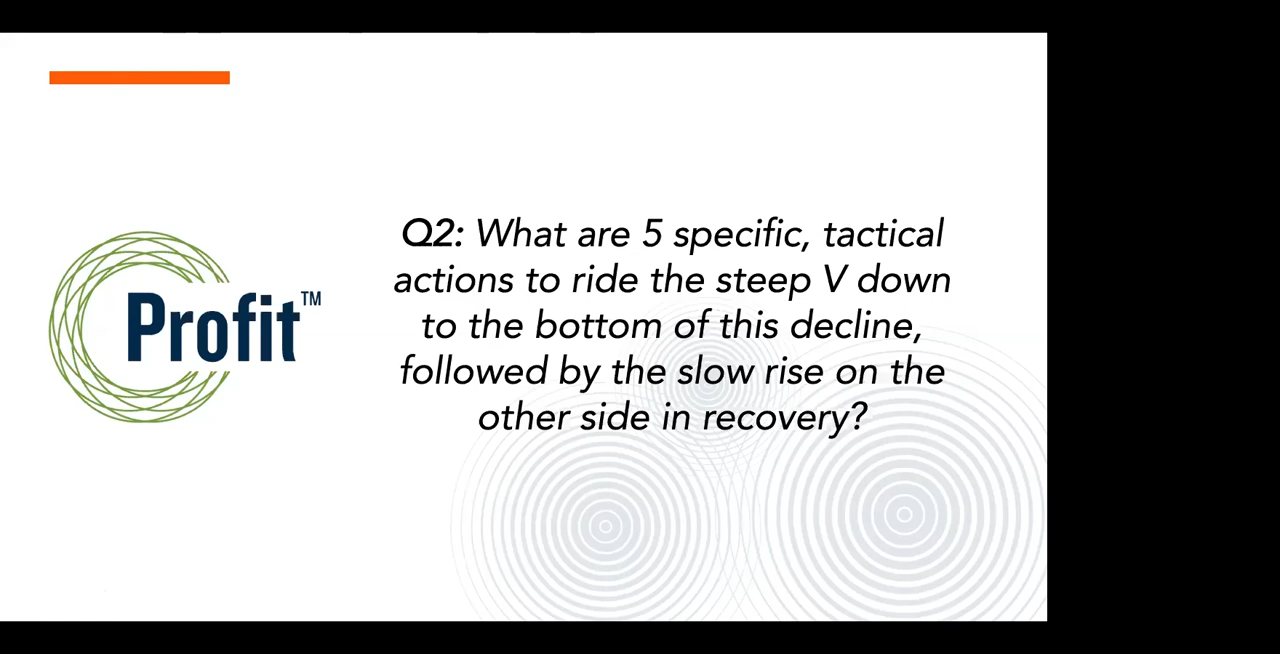 Profit™
Q2: What are 5 specific, tactical
actions to ride the steep V down
to the bottom of this decline,
followed by the slow rise on the
other side in recovery?